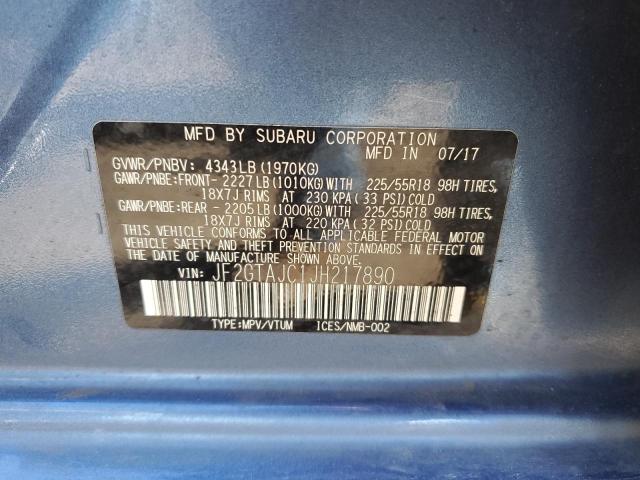 MFD BY SUBARU CORPORATION
MFD IN 07/17
GVWR/PNBV: 4343LB(1970KG)
GAWR/PNBE:FRONT-2227LB(1010KG)WITH 225/55R18 98H TIRES,
18X7J RIMS AT 230 KPA(33 PSI)COLD
GAWR/PNBE:REAR - 2205LB(1000KG)WITH 225/55R18 98H TIRES,
18X7J RIMS AT 220 KPA(32 PSI)COLD
THIS VEHICLE CONFORMS TO ALL APPLICABLE FEDERAL MOTOR
VEHICLE SAFETY AND THEFT PREVENTION STANDARDS IN EFFECT
ON THE DATE OF MANUFACTURE SHOWN ABOVE.
VIN: JF2GTAJC1JH217890
TYPE:MPV/VTUM ICES/NMB-002